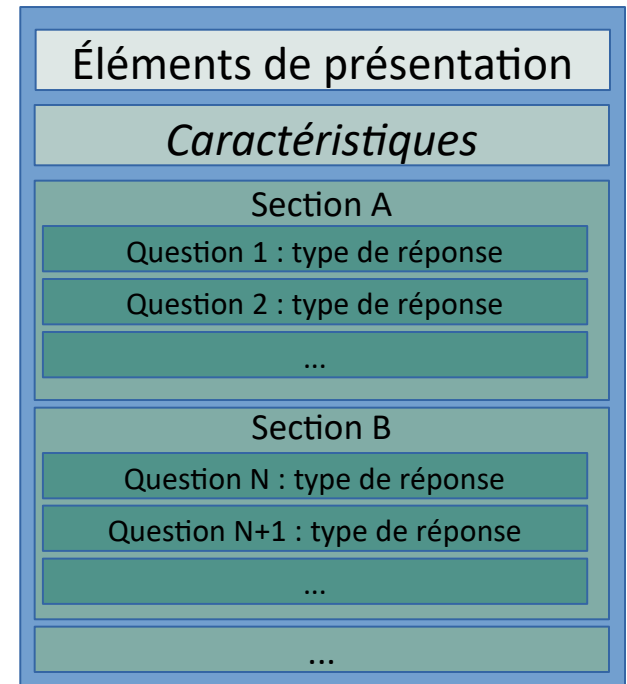 Éléments de présentation
Caractéristiques
Section A
Question 1 : type de réponse
Question 2 : type de réponse
...
Section B
Question N : type de réponse
Question N+1 : type de réponse
...
...